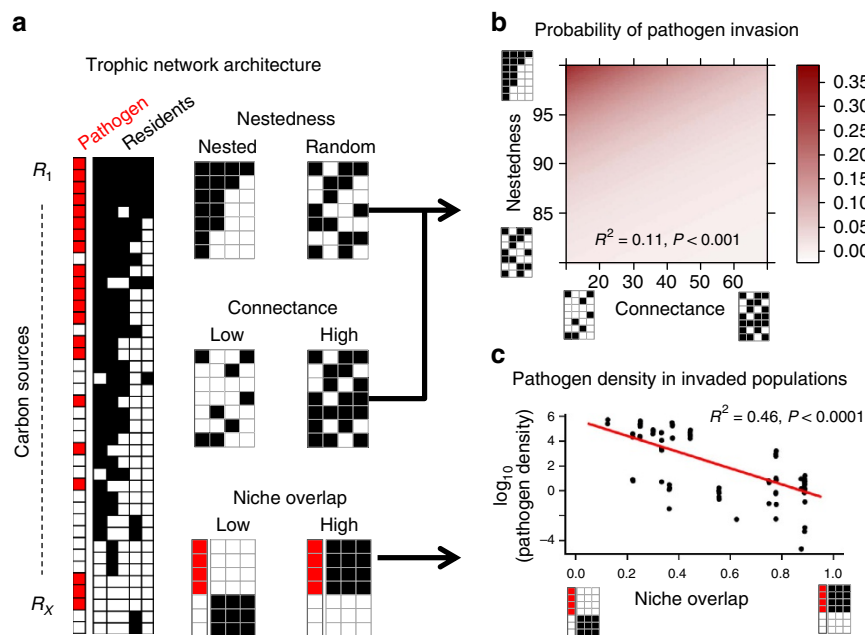 a
Trophic network architecture
Pathogen
Residents
R1
Carbon sources
RX
Nestedness
Nested Random
Connectance
Low High
Niche overlap
Low High
b
Probability of pathogen invasion
Nestedness
95
90
85
R² = 0.11, P < 0.001
20 30 40 50 60
Connectance
0.35
0.30
0.25
0.20
0.15
0.10
0.05
0.00
c
Pathogen density in invaded populations
R² = 0.46, P < 0.0001
log10
(pathogen density)
6
4
2
0
−4
0.0 0.2 0.4 0.6 0.8 1.0
Niche overlap